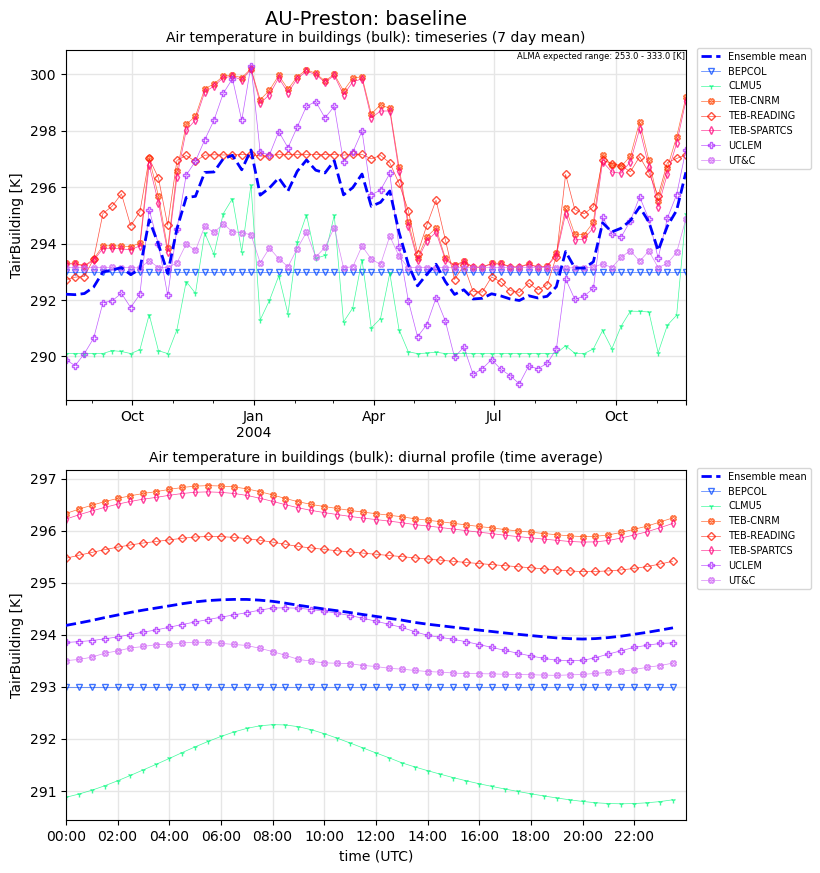 AU-Preston: baseline
Air temperature in buildings (bulk): timeseries (7 day mean)
ALMA expected range: 253.0 - 333.0 [K]
TairBuilding [K]
300
298
296
294
292
290
Oct
Jan
2004
Apr
Jul
Oct
Ensemble mean
BEPCOL
CLMU5
TEB-CNRM
TEB-READING
TEB-SPARTCS
UCLEM
UT&C
Air temperature in buildings (bulk): diurnal profile (time average)
TairBuilding [K]
297
296
295
294
293
292
291
00:00 02:00 04:00 06:00 08:00 10:00 12:00 14:00 16:00 18:00 20:00 22:00
time (UTC)
Ensemble mean
BEPCOL
CLMU5
TEB-CNRM
TEB-READING
TEB-SPARTCS
UCLEM
UT&C